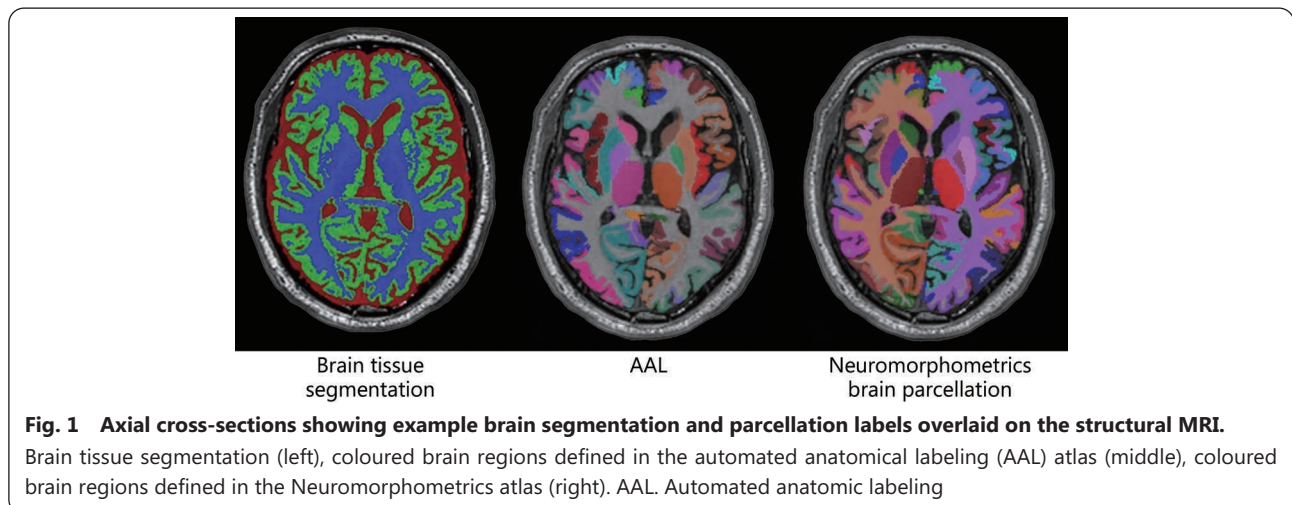 Brain tissue
segmentation
AAL
Neuromorphometrics
brain parcellation
Fig. 1 Axial cross-sections showing example brain segmentation and parcellation labels overlaid on the structural MRI.
Brain tissue segmentation (left), coloured brain regions defined in the automated anatomical labeling (AAL) atlas (middle), coloured
brain regions defined in the Neuromorphometrics atlas (right). AAL. Automated anatomic labeling